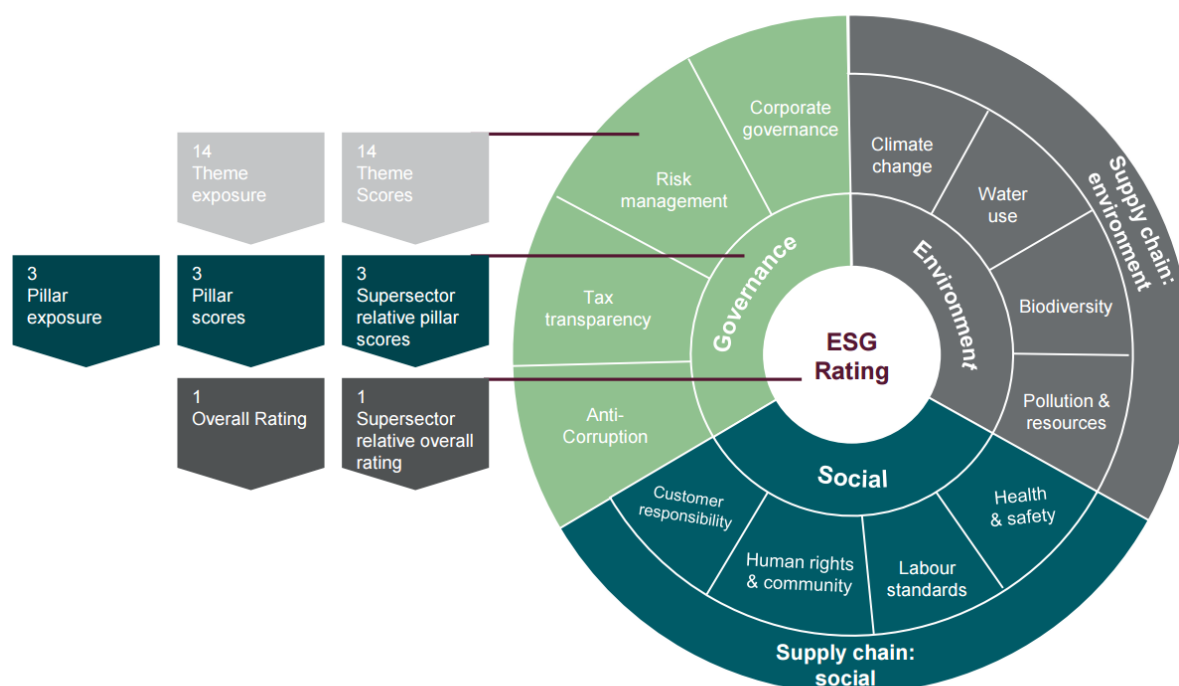 14
Theme
exposure
14
Theme
Scores
3
Pillar
exposure
3
Pillar
scores
3
Supersector
relative pillar
scores
1
Overall Rating
1
Supersector
relative overall
rating
Corporate
governance
Risk
management
Tax
transparency
Anti-
Corruption
Governance
Climate
change
Water
use
Biodiversity
Pollution &
resources
Environment
Supply chain:
environment
ESG
Rating
Social
Customer
responsibility
Human rights
& community
Labour
standards
Health
& safety
Supply chain:
social